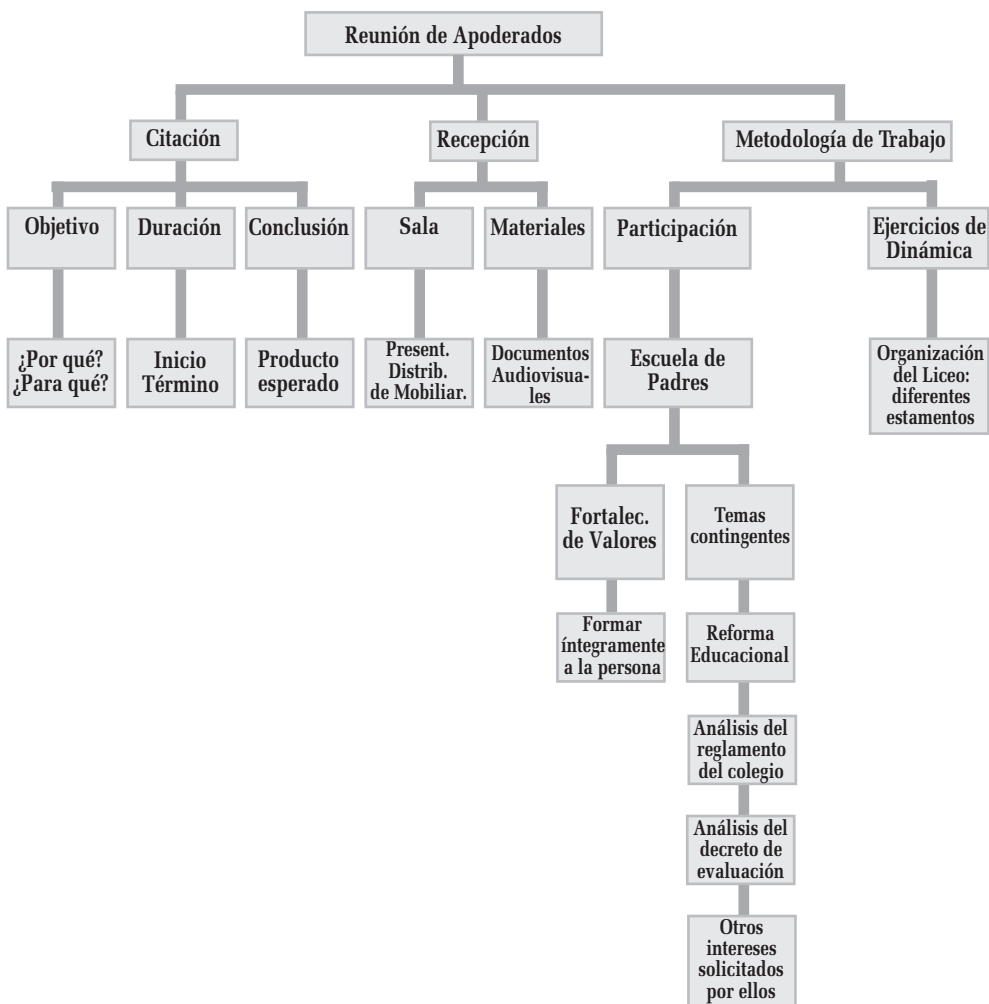 Reunión de Apoderados
Citación
Recepción
Metodología de Trabajo
Objetivo
Duración
Conclusión
Sala
Materiales
Participación
Ejercicios de
Dinámica
¿Por qué?
¿Para qué?
Inicio
Término
Producto
esperado
Present.
Distrib.
de Mobiliar.
Documentos
Audiovisua-
les
Escuela de
Padres
Organización
del Liceo:
diferentes
estamentos
Fortalec.
de Valores
Temas
contingentes
Formar
íntegramente
a la persona
Reforma
Educacional
Análisis del
reglamento
del colegio
Análisis del
decreto de
evaluación
Otros
intereses
solicitados
por ellos